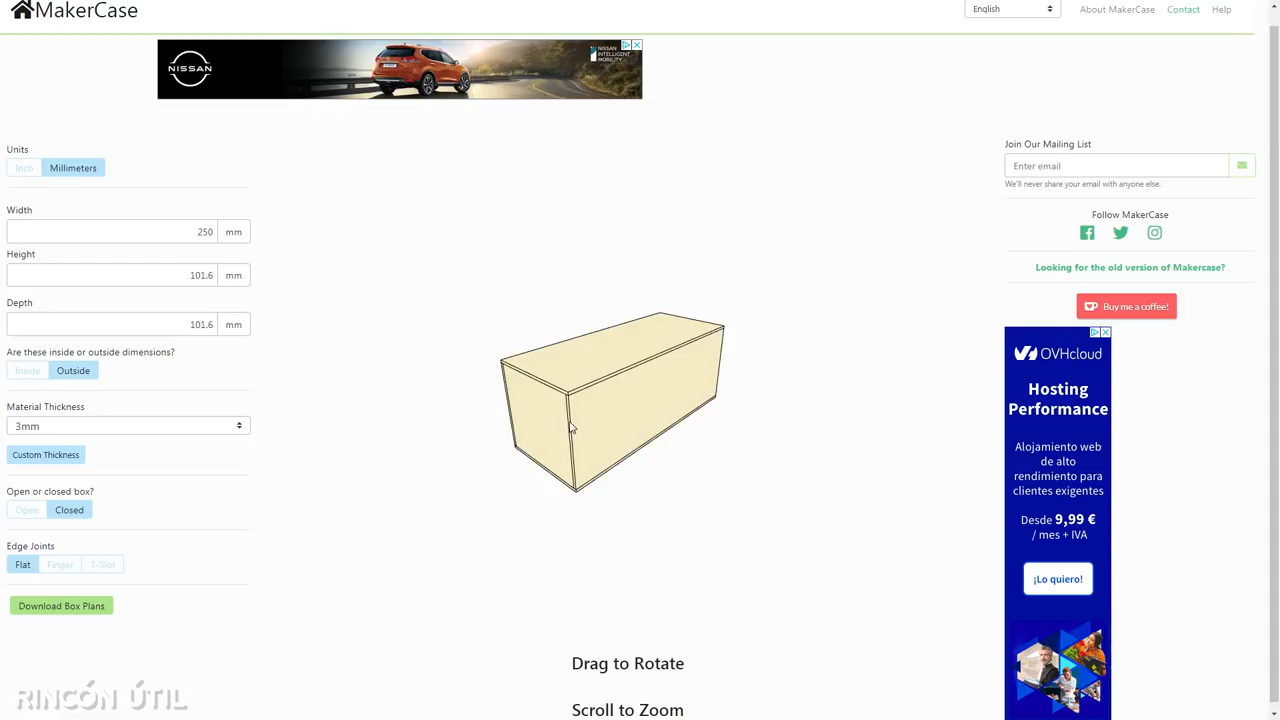 MakerCase
English
About MakerCase
Contact
Help
NISSAN
NISSAN
INTELLIGENT
MOBILITY
Units
Inch
Millimeters
Width
250 mm
Height
101.6 mm
Depth
101.6 mm
Are these inside or outside dimensions?
Inside
Outside
Material Thickness
3mm
Custom Thickness
Open or closed box?
Open
Closed
Edge Joints
Flat
Finger
T-Slot
Download Box Plans
Drag to Rotate
Scroll to Zoom
Join Our Mailing List
Enter email
We'll never share your email with anyone else.
Follow MakerCase
Looking for the old version of Makercase?
Buy me a coffee!
OVHcloud
Hosting
Performance
Alojamiento web
de alto
rendimiento para
clientes exigentes
Desde 9,99 €
/ mes + IVA
¡Lo quiero!
RINCÓN ÚTIL